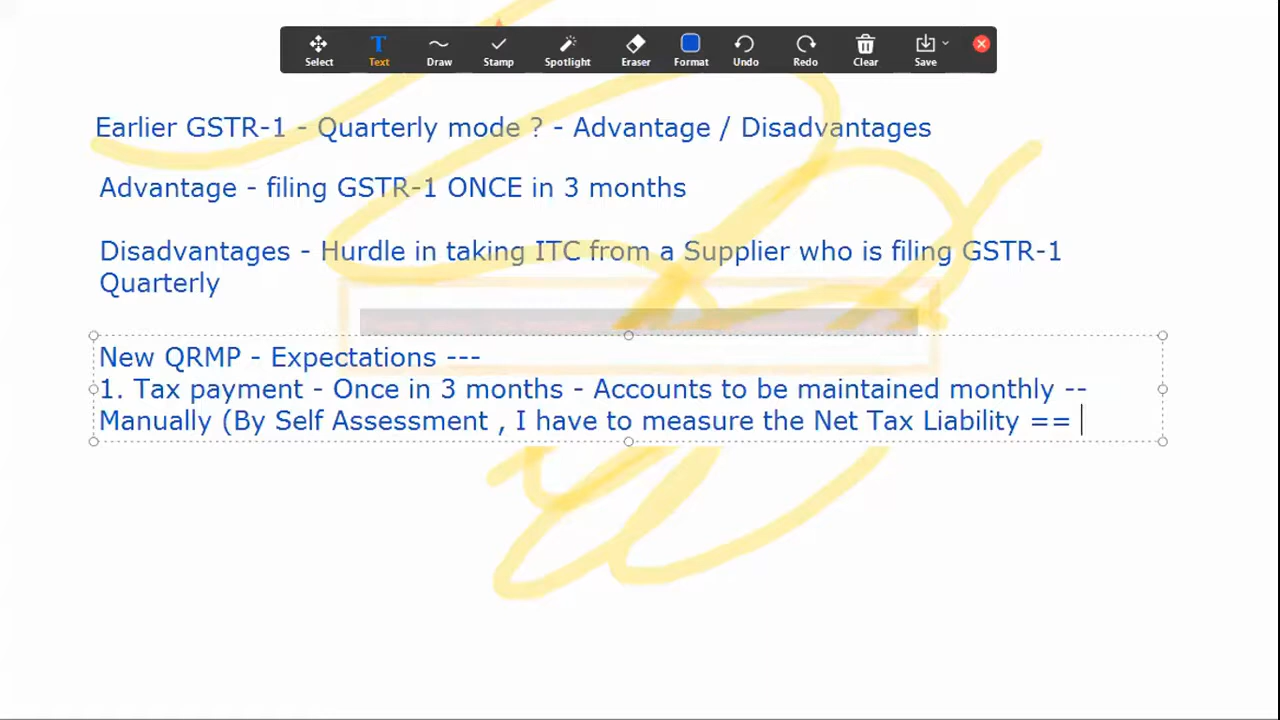 Select Text Draw Stamp Spotlight Eraser Format Undo Redo Clear Save
Earlier GSTR-1 - Quarterly mode ? - Advantage / Disadvantages
Advantage - filing GSTR-1 ONCE in 3 months
Disadvantages - Hurdle in taking ITC from a Supplier who is filing GSTR-1
Quarterly
New QRMP - Expectations ---
1. Tax payment - Once in 3 months - Accounts to be maintained monthly --
Manually (By Self Assessment , I have to measure the Net Tax Liability ==